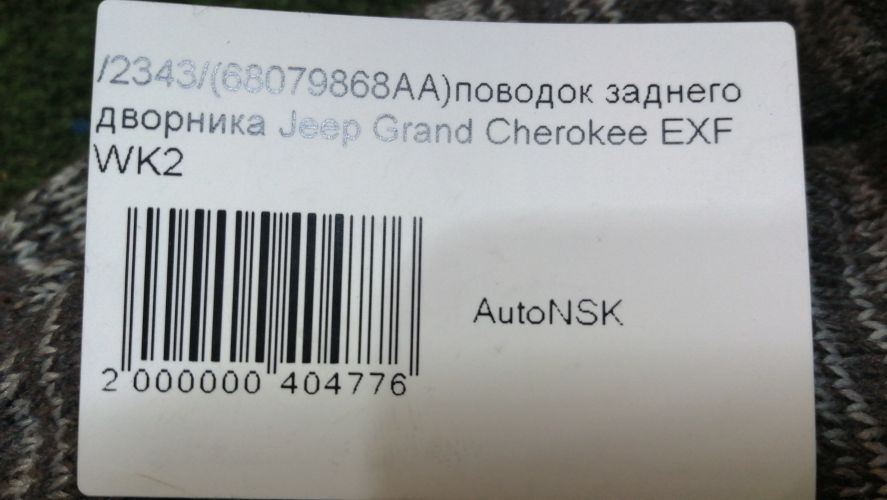 /2343/(68079868AA)поводок заднего
дворника Jeep Grand Cherokee EXF
WK2
AutoNSK
2 000000 404776